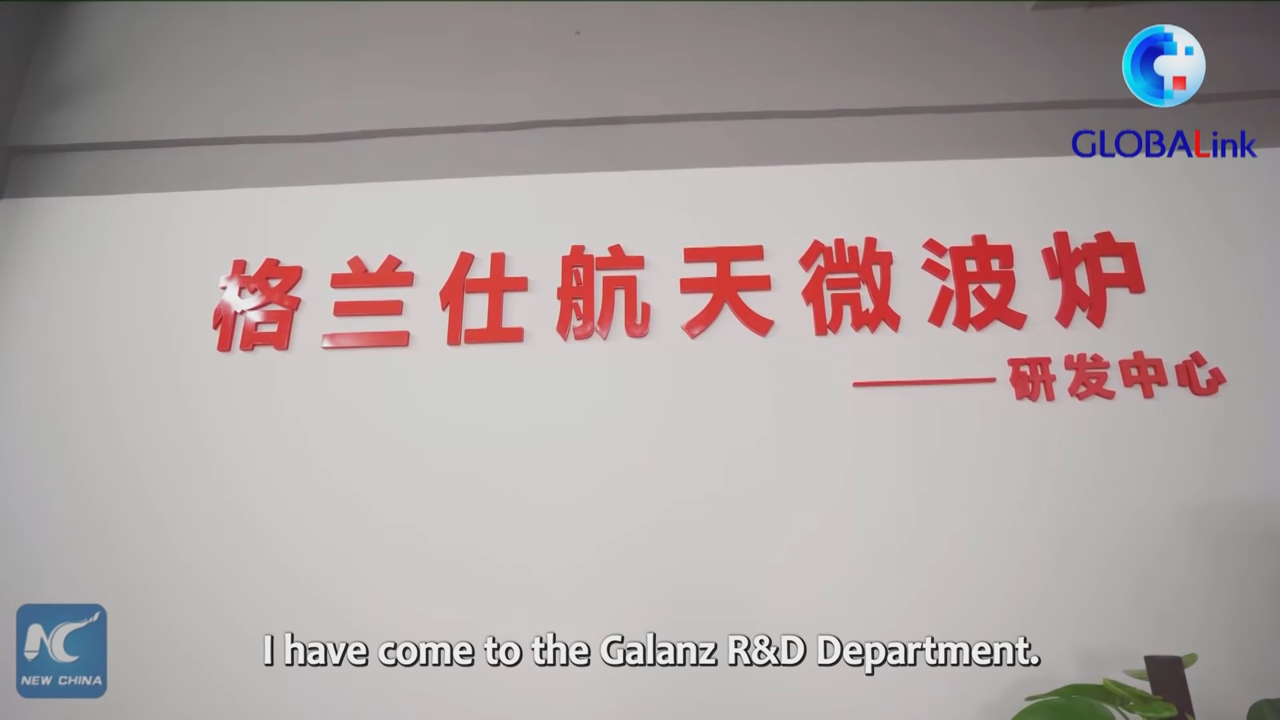 GLOBALink
格兰仕航天微波炉
——研发中心
I have come to the Galanz R&D Department.
NC
NEW CHINA